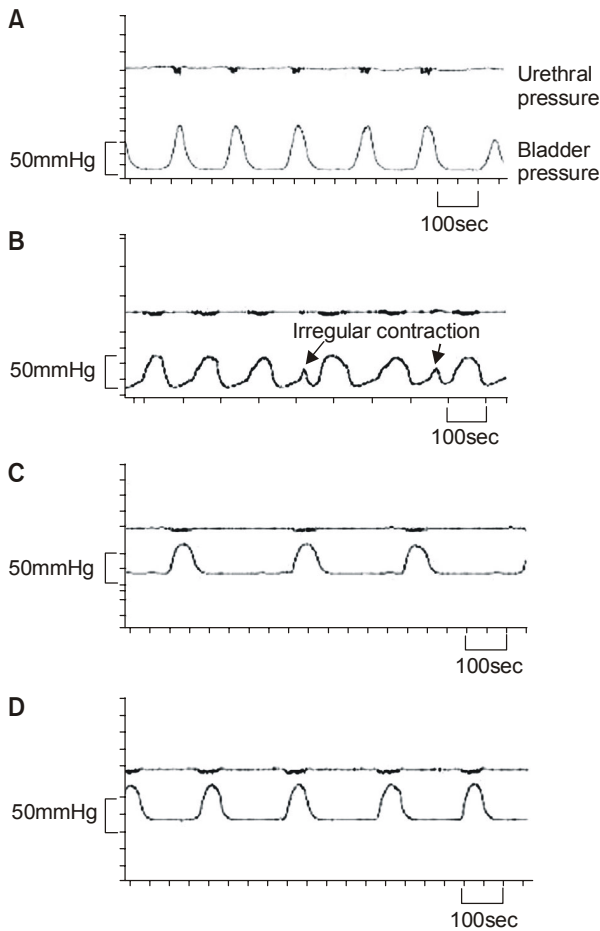 A
Urethral
pressure
50mmHg
Bladder
pressure
100sec
B
Irregular contraction
50mmHg
100sec
C
50mmHg
100sec
D
50mmHg
100sec